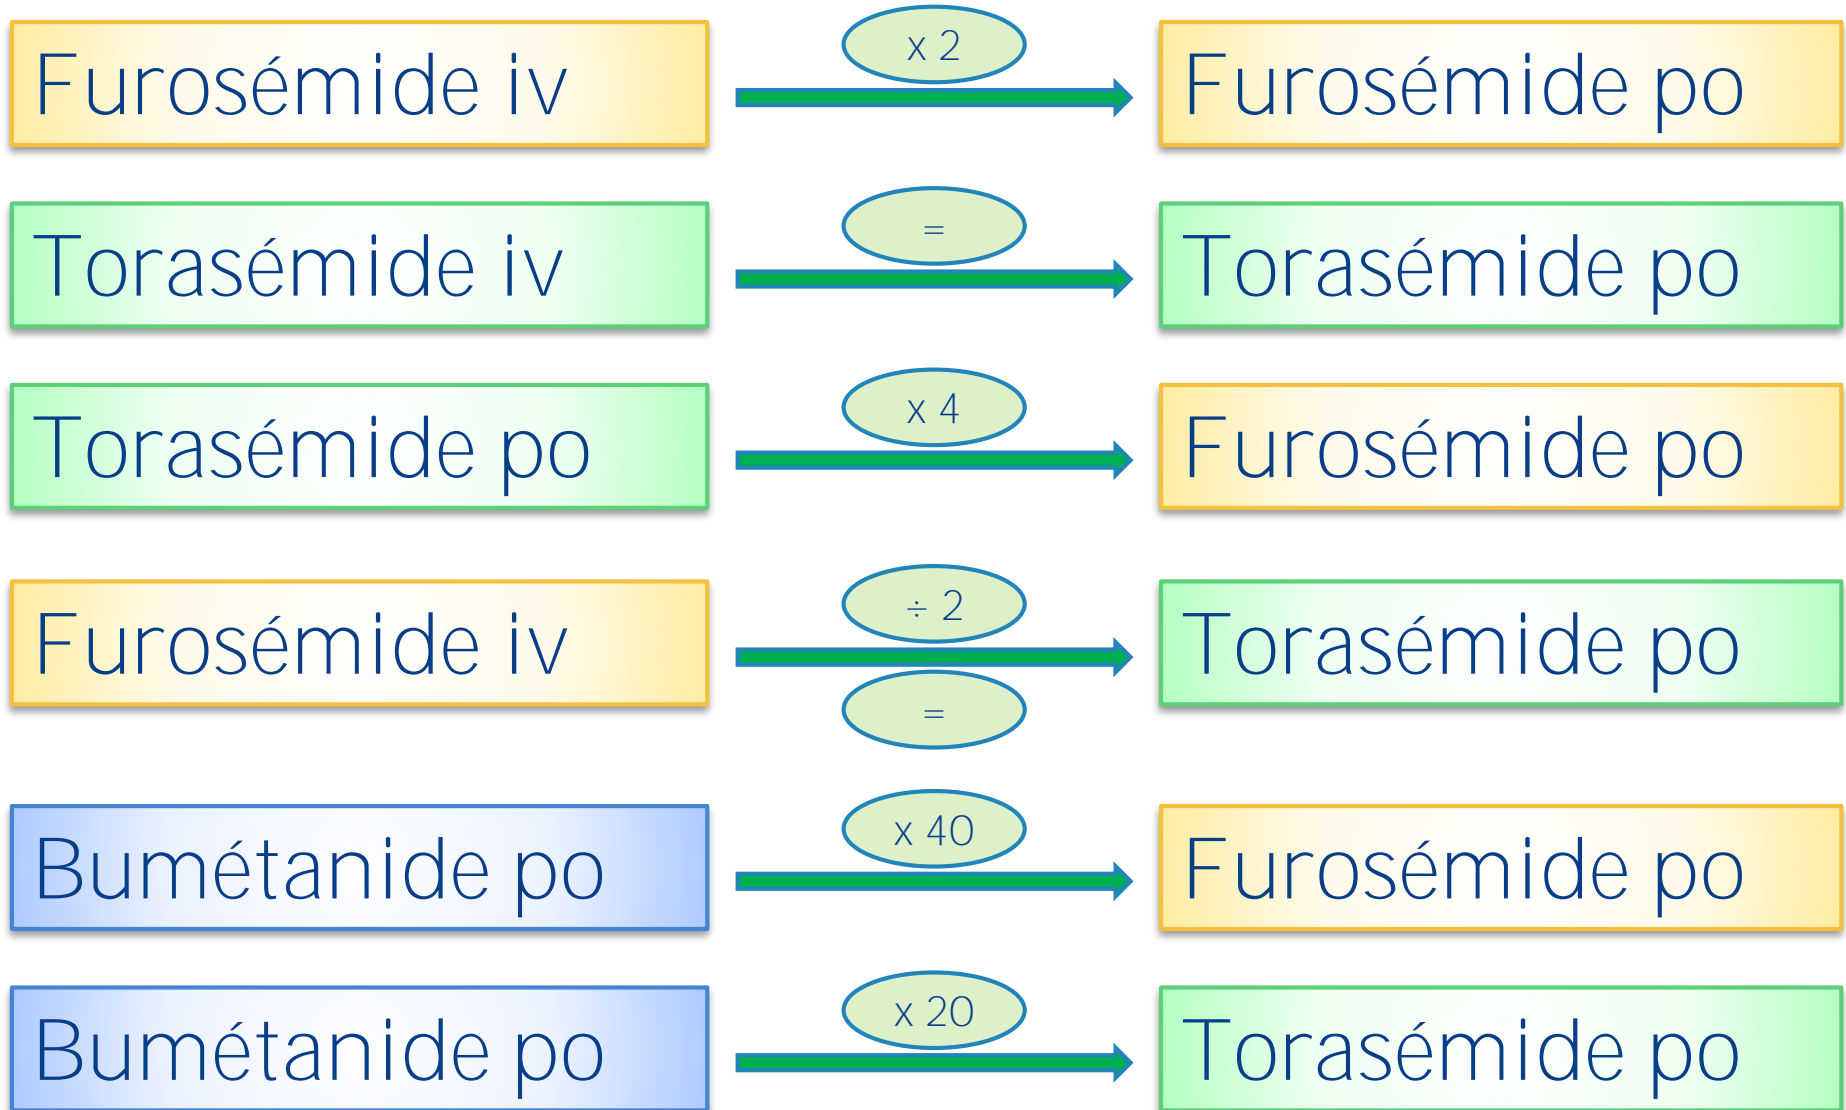 Furosémide iv
x 2
Furosémide po
Torasémide iv
=
Torasémide po
Torasémide po
x 4
Furosémide po
Furosémide iv
÷ 2
=
Torasémide po
Bumétanide po
x 40
Furosémide po
Bumétanide po
x 20
Torasémide po